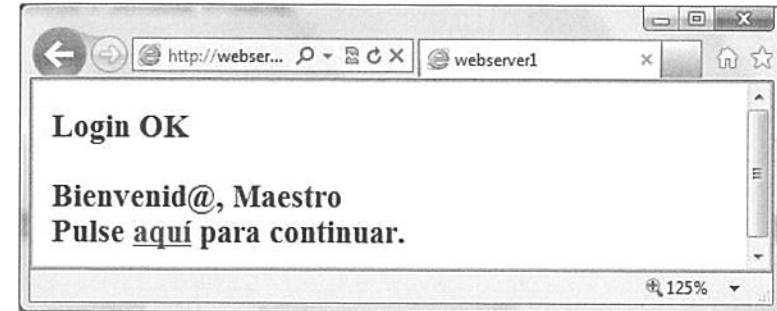 http://webser...
webserver1
Login OK
Bienvenid@, Maestro
Pulse aquí para continuar.
125%